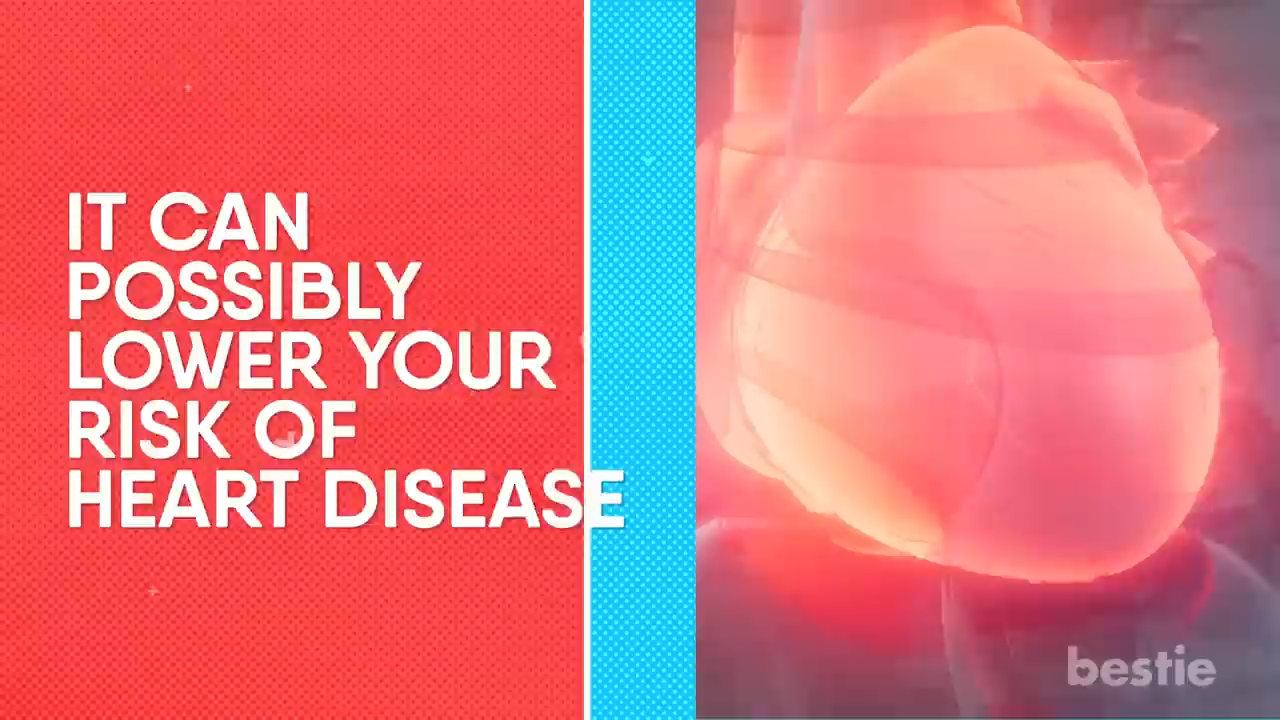 IT CAN
POSSIBLY
LOWER YOUR
RISK OF
HEART DISEASE
bestie